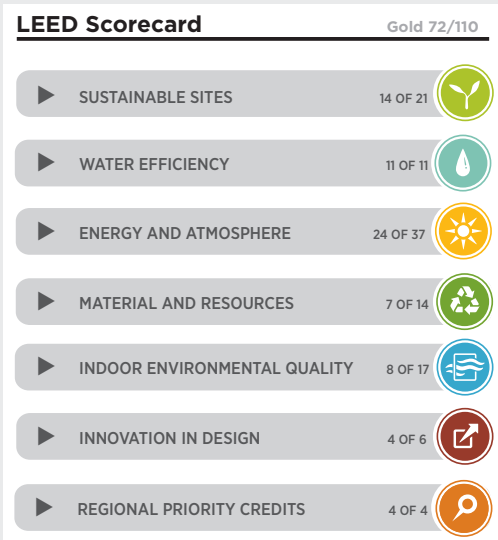 LEED Scorecard Gold 72/110
SUSTAINABLE SITES 14 OF 21
WATER EFFICIENCY 11 OF 11
ENERGY AND ATMOSPHERE 24 OF 37
MATERIAL AND RESOURCES 7 OF 14
INDOOR ENVIRONMENTAL QUALITY 8 OF 17
INNOVATION IN DESIGN 4 OF 6
REGIONAL PRIORITY CREDITS 4 OF 4